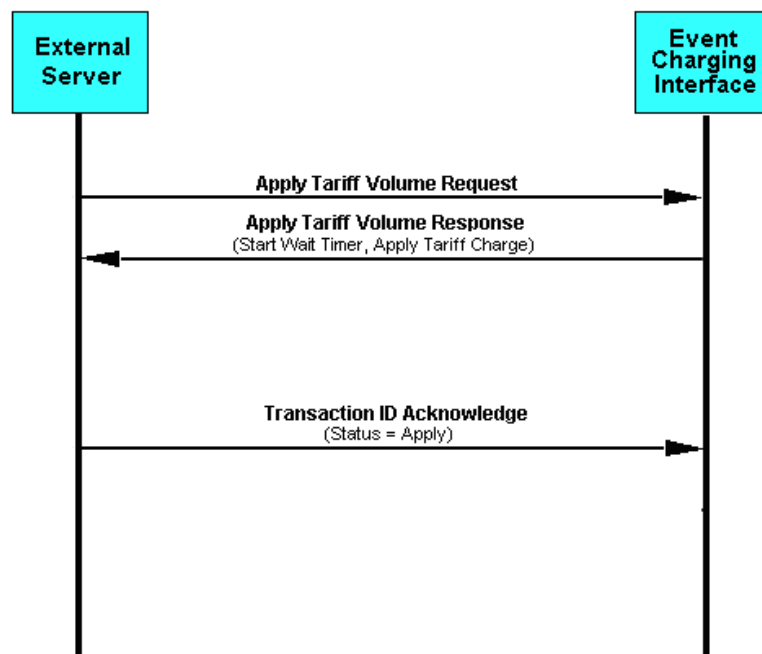 External
Server
Event
Charging
Interface
Apply Tariff Volume Request
Apply Tariff Volume Response
(Start Wait Timer, Apply Tariff Charge)
Transaction ID Acknowledge
(Status = Apply)